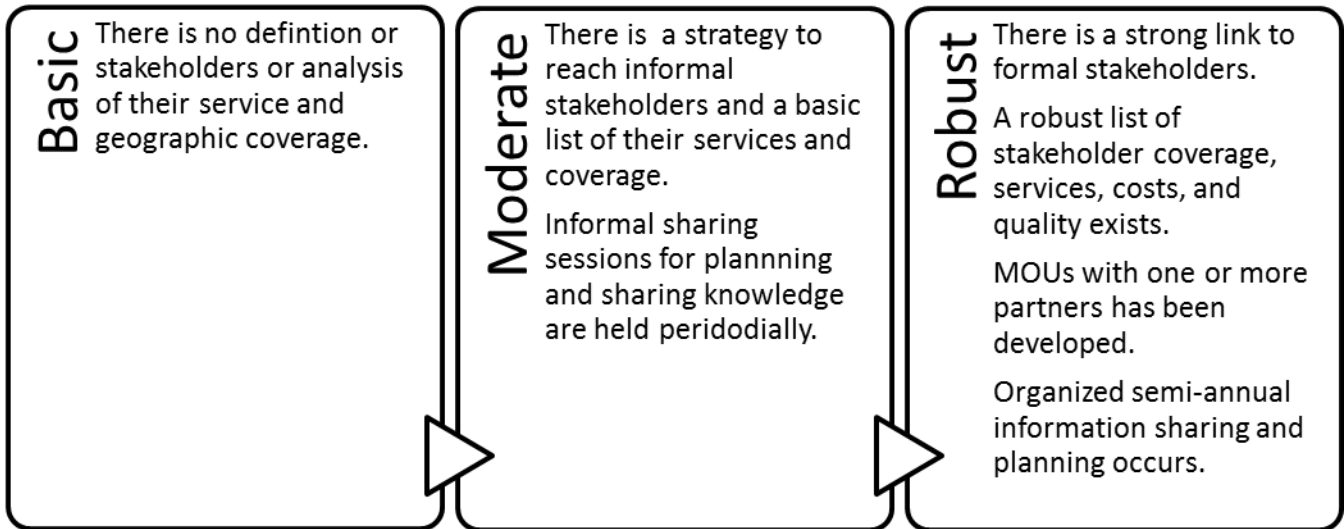 Basic
There is no defintion or
stakeholders or analysis
of their service and
geographic coverage.
Moderate
There is  a strategy to
reach informal
stakeholders and a basic
list of their services and
coverage.
Informal sharing
sessions for plannning
and sharing knowledge
are held peridodially.
Robust
There is a strong link to
formal stakeholders.
A robust list of
stakeholder coverage,
services, costs, and
quality exists.
MOUs with one or more
partners has been
developed.
Organized semi-annual
information sharing and
planning occurs.